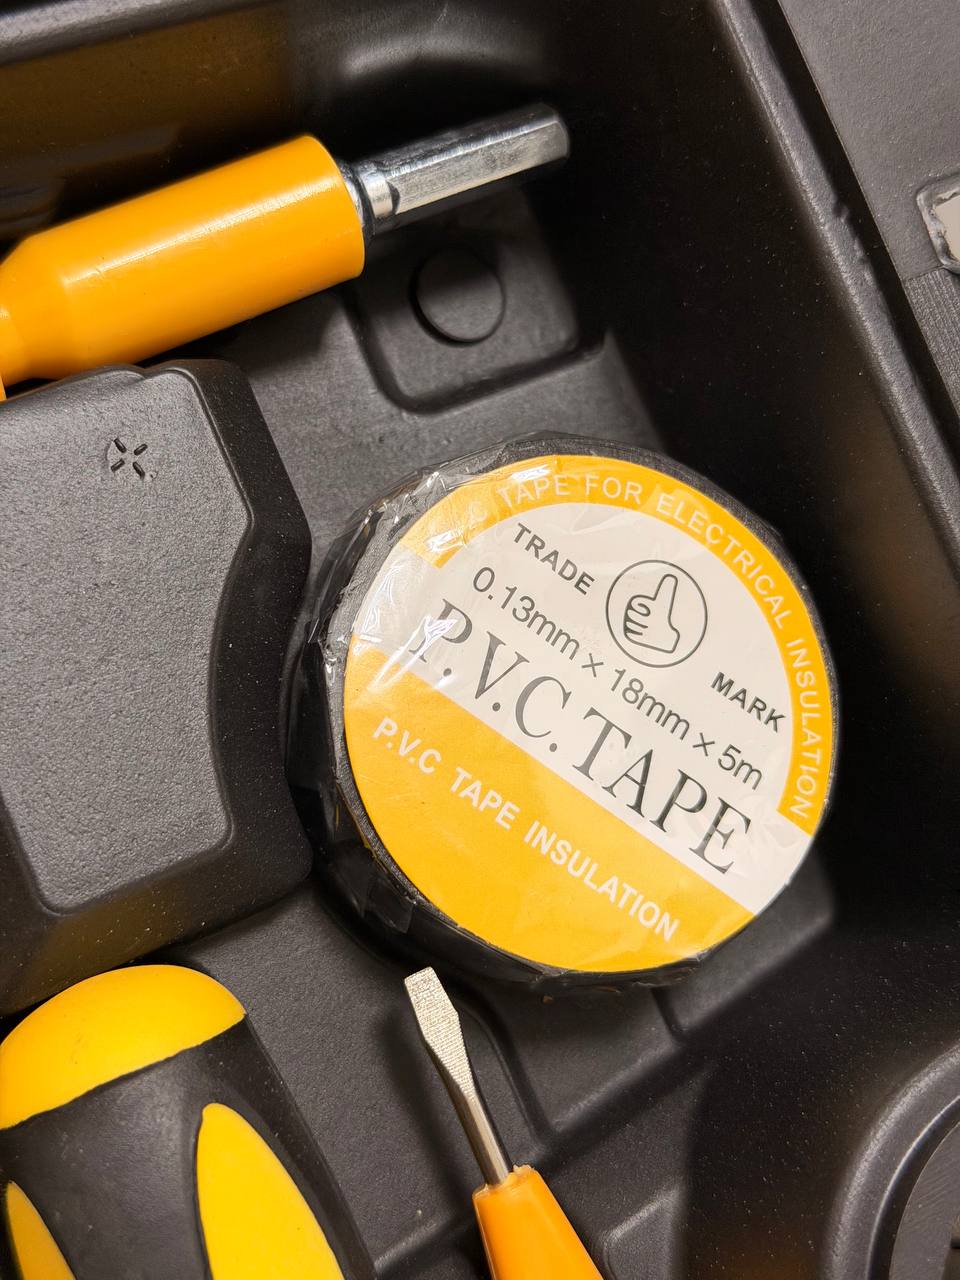 TAPE FOR ELECTRICAL INSULATION
TRADE MARK
0.13mm × 18mm × 5m
P.V.C. TAPE
P.V.C TAPE INSULATION